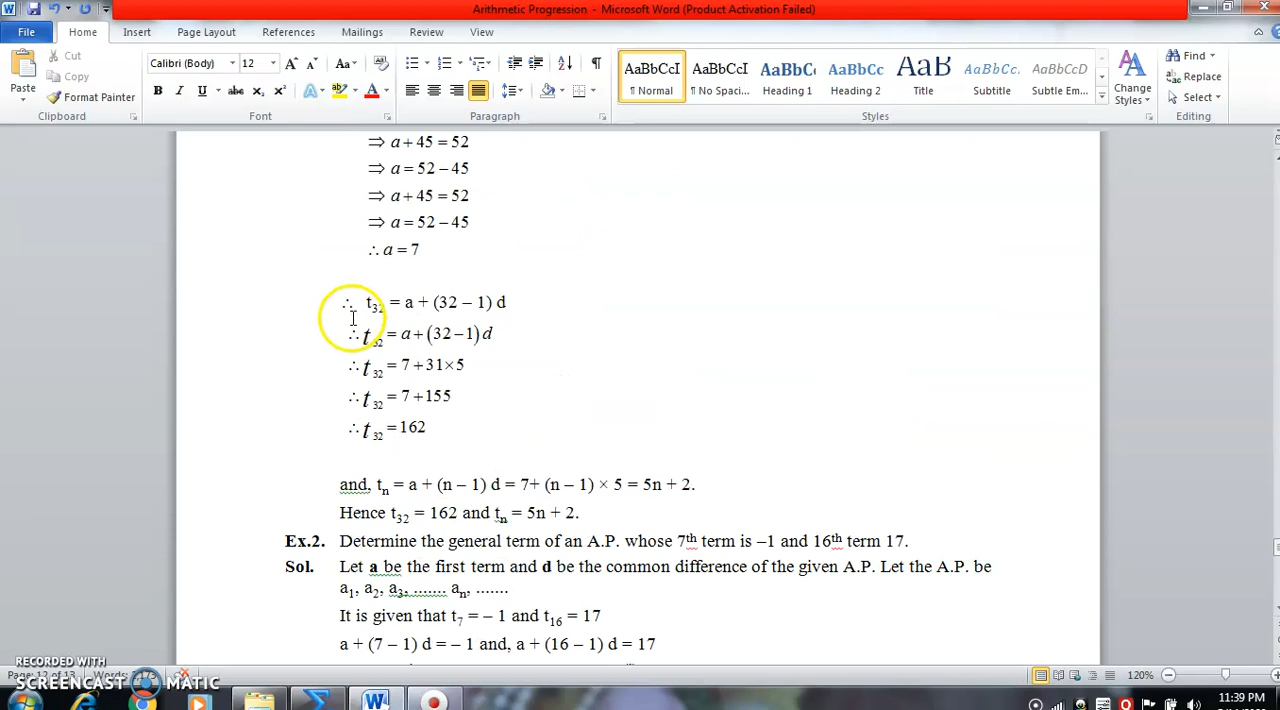 Arithmetic Progression - Microsoft Word (Product Activation Failed)
File Home Insert Page Layout References Mailings Review View
Cut
Copy
Format Painter
Paste
Clipboard
Calibri (Body) 12
Font
Paragraph
AaBbCcI AaBbCcI AaBbC AaBbCc AaB AaBbCc. AaBbCc.
¶ Normal ¶ No Spaci... Heading 1 Heading 2 Title Subtitle Subtle Em...
Styles
Change Styles
Find
Replace
Select
Editing
⇒ a + 45 = 52
⇒ a = 52 − 45
⇒ a + 45 = 52
⇒ a = 52 − 45
∴ a = 7
∴ t32 = a + (32 – 1) d
∴ t32 = a + (32 − 1) d
∴ t32 = 7 + 31×5
∴ t32 = 7 + 155
∴ t32 = 162
and, tn = a + (n – 1) d = 7+ (n – 1) × 5 = 5n + 2.
Hence t32 = 162 and tn = 5n + 2.
Ex.2. Determine the general term of an A.P. whose 7th term is –1 and 16th term 17.
Sol. Let a be the first term and d be the common difference of the given A.P. Let the A.P. be
a1, a2, a3, ....... an, .......
It is given that t7 = – 1 and t16 = 17
a + (7 – 1) d = – 1 and, a + (16 – 1) d = 17
RECORDED WITH
SCREENCAST MATIC
120%
11:39 PM